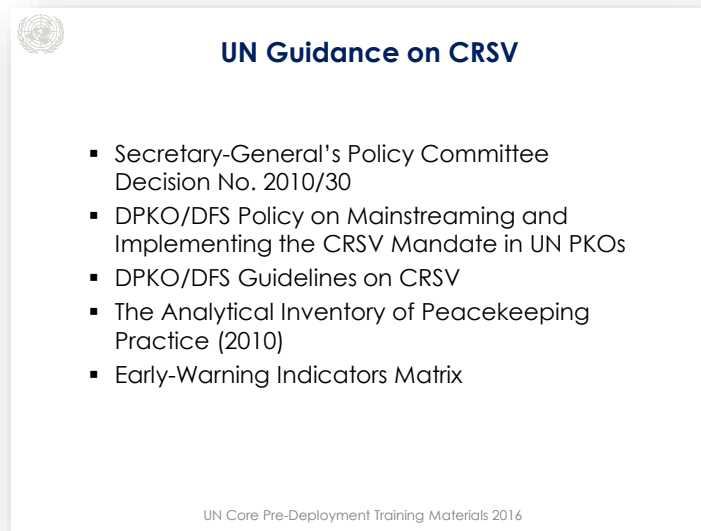 UN Guidance on CRSV
▪ Secretary-General’s Policy Committee
Decision No. 2010/30
▪ DPKO/DFS Policy on Mainstreaming and
Implementing the CRSV Mandate in UN PKOs
▪ DPKO/DFS Guidelines on CRSV
▪ The Analytical Inventory of Peacekeeping
Practice (2010)
▪ Early-Warning Indicators Matrix
UN Core Pre-Deployment Training Materials 2016